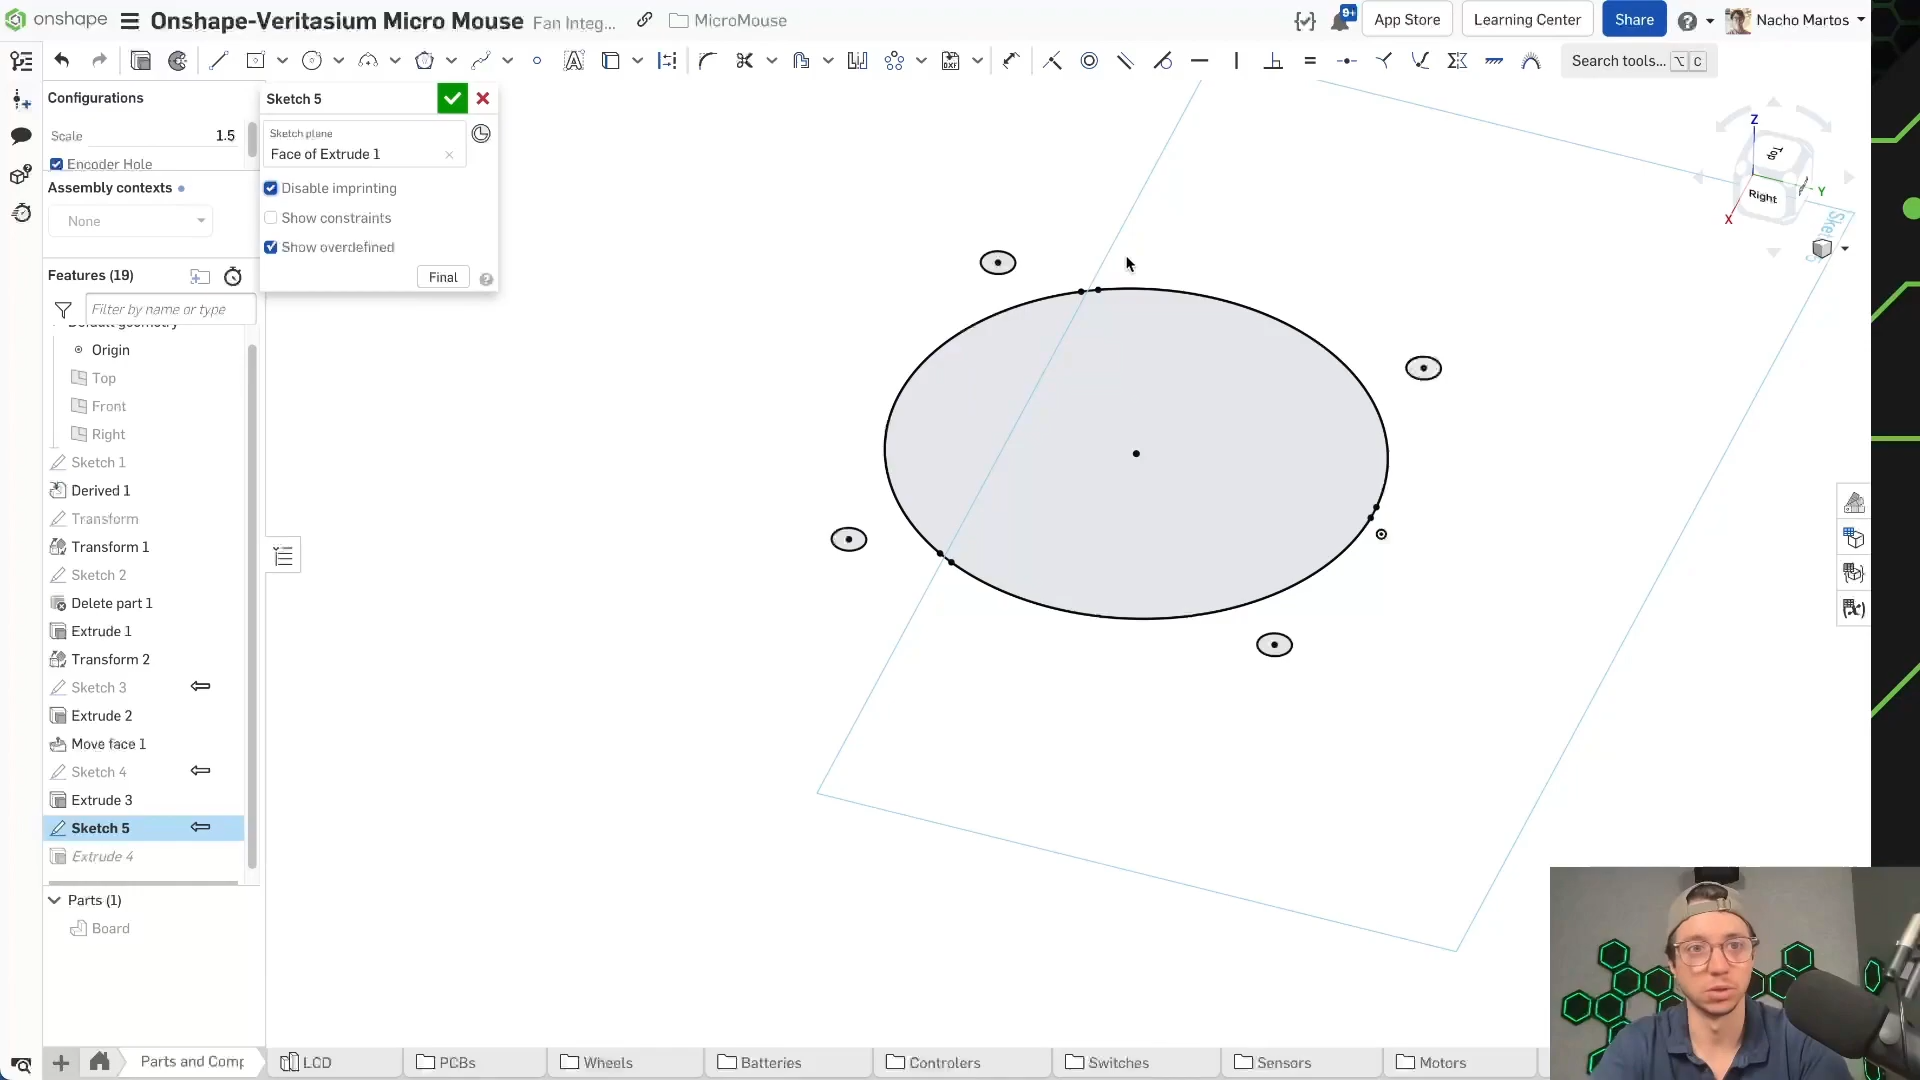 onshape Onshape-Veritasium Micro Mouse Fan Integ... MicroMouse 9+ App Store Learning Center Share Nacho Martos
Search tools... ⌥ C
Configurations
Scale 1.5
Encoder Hole
Assembly contexts
None
Features (19)
Filter by name or type
Default geometry
Origin
Top
Front
Right
Sketch 1
Derived 1
Transform
Transform 1
Sketch 2
Delete part 1
Extrude 1
Transform 2
Sketch 3
Extrude 2
Move face 1
Sketch 4
Extrude 3
Sketch 5
Extrude 4
Parts (1)
Board
Sketch 5
Sketch plane
Face of Extrude 1
Disable imprinting
Show constraints
Show overdefined
Final
Z
Top
Right
Y
X
Parts and Comp LCD PCBs Wheels Batteries Controlers Switches Sensors Motors